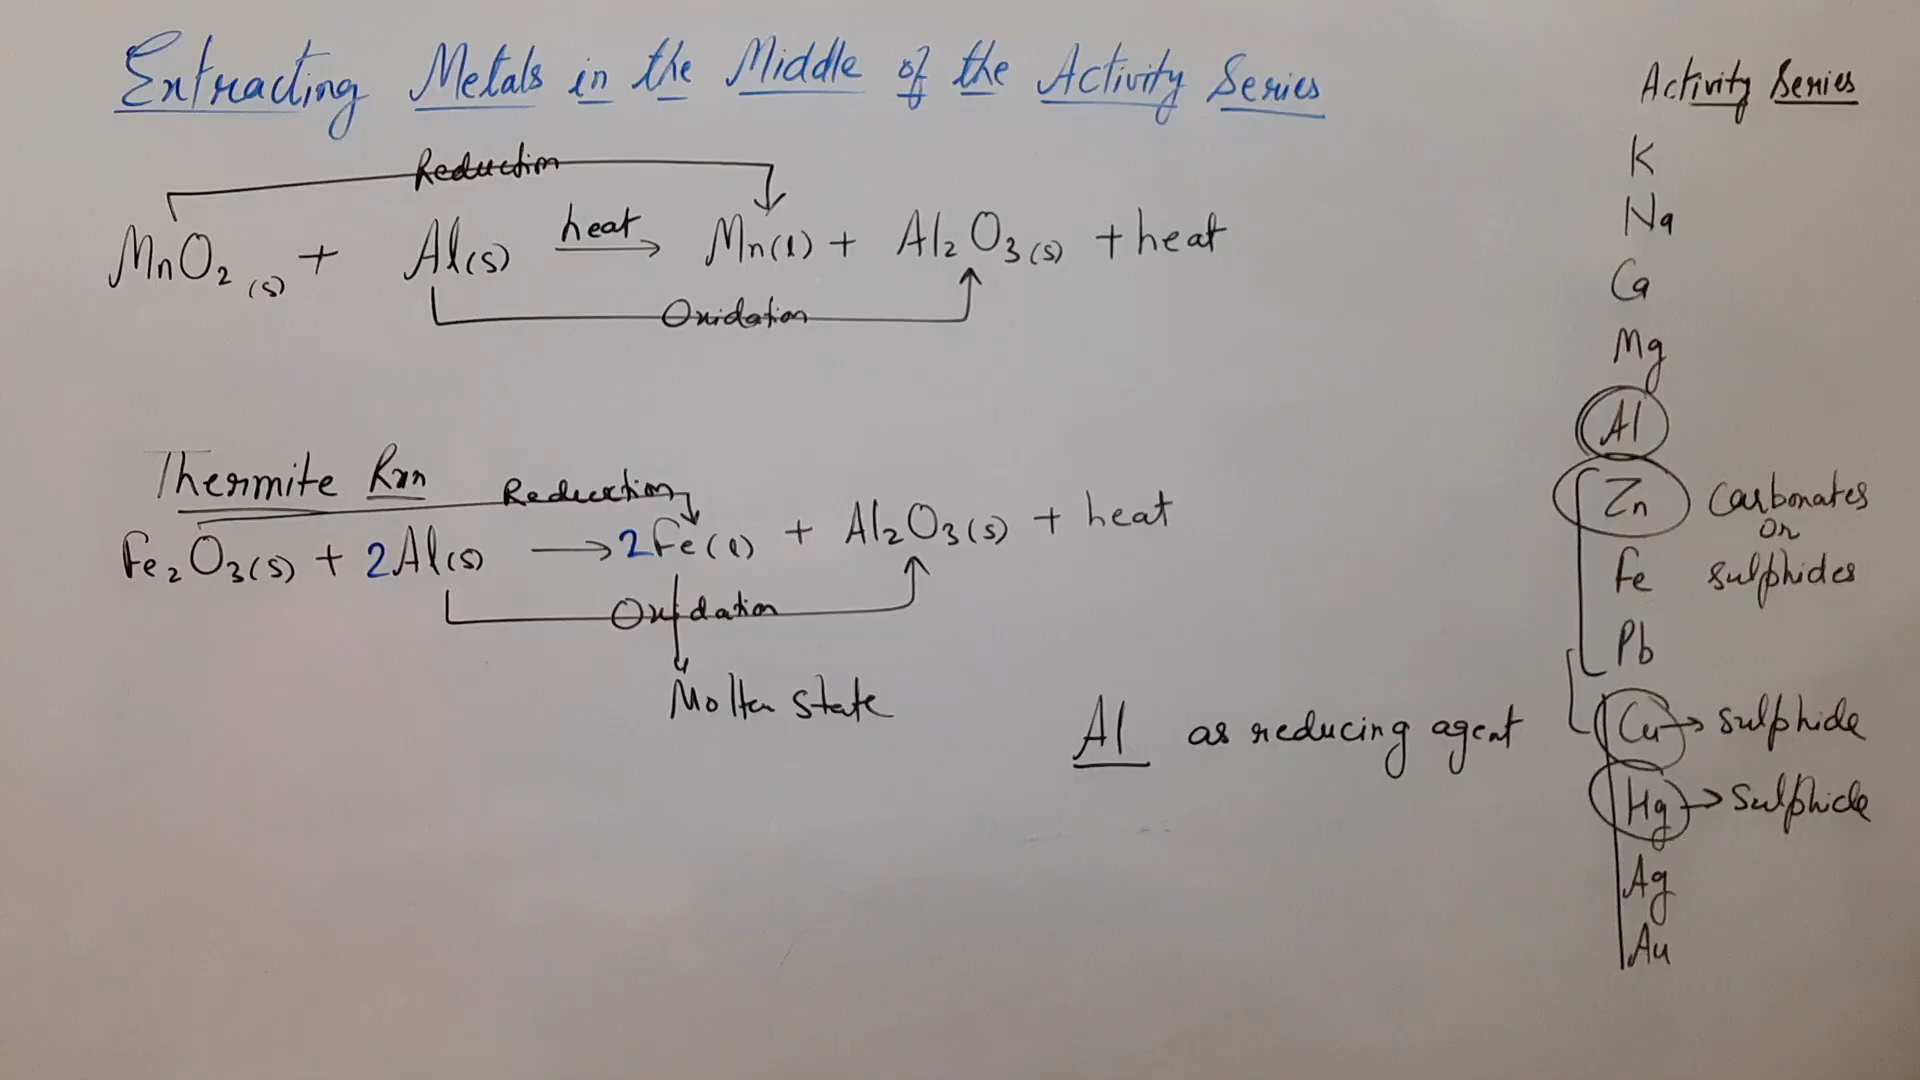 Extracting Metals in the Middle of the Activity Series
Reduction
MnO₂(s) + Al(s) heat → Mn(l) + Al₂O₃(s) + heat
Oxidation
Thermite Rxn
Reduction
Fe₂O₃(s) + 2Al(s) → 2Fe(l) + Al₂O₃(s) + heat
Oxidation
Molten state
Al as reducing agent
Activity Series
K
Na
Ca
Mg
Al
Zn carbonates
or
Fe sulphides
Pb
Cu → sulphide
Hg → sulphide
Ag
Au